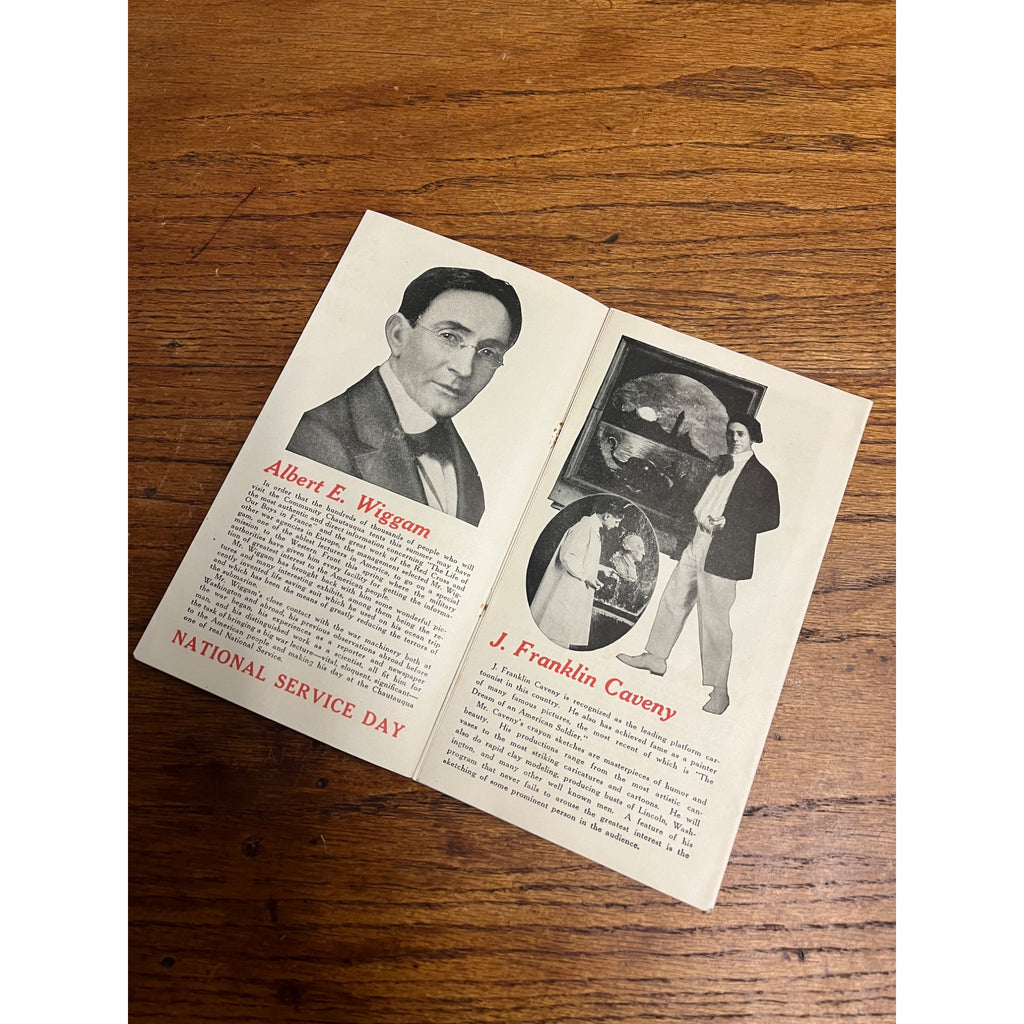 Albert E. Wiggam
In order that the hundreds of thousands of people who will
visit the Community Chautauqua tents this summer may have
the most authentic and direct information concerning "The Life of
Our Boys in France" and the great work of the Red Cross and
other war agencies in Europe, the management selected Mr. Wig-
gam, one of the ablest lecturers in America, to go on a special
mission to the Western Front this spring where the military
authorities have given him every facility for getting the informa-
tion of greatest interest to the American people.
Mr. Wiggam has brought back with him some wonderful pic-
tures and many interesting exhibits, among them being the re-
cently invented life saving suit which he used on his ocean trip
and which has been the means of greatly reducing the terrors of
the submarine.
Mr. Wiggam's close contact with the war machinery both at
Washington and abroad, his previous observations abroad before
the war began, his experiences as a reporter and newspaper
man, and his distinguished work as a scientist, all fit him for
the task of bringing a big war lecture—vital, eloquent, significant—
to the American people and making his day at the Chautauqua
one of real National Service.
NATIONAL SERVICE DAY
J. Franklin Caveny
J. Franklin Caveny is recognized as the leading platform car-
toonist in this country. He also has achieved fame as a painter
of many famous pictures, the most recent of which is "The
Dream of an American Soldier."
Mr. Caveny's crayon sketches are masterpieces of humor and
beauty. His productions range from the most artistic can-
vases to the most striking caricatures and cartoons. He will
also do rapid clay modeling, producing busts of Lincoln, Wash-
ington, and many other well known men. A feature of his
program that never fails to arouse the greatest interest is the
sketching of some prominent person in the audience.